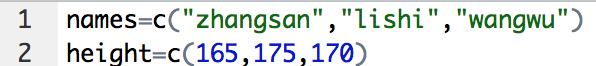 1 names=c("zhangsan","lishi","wangwu")
2 height=c(165,175,170)